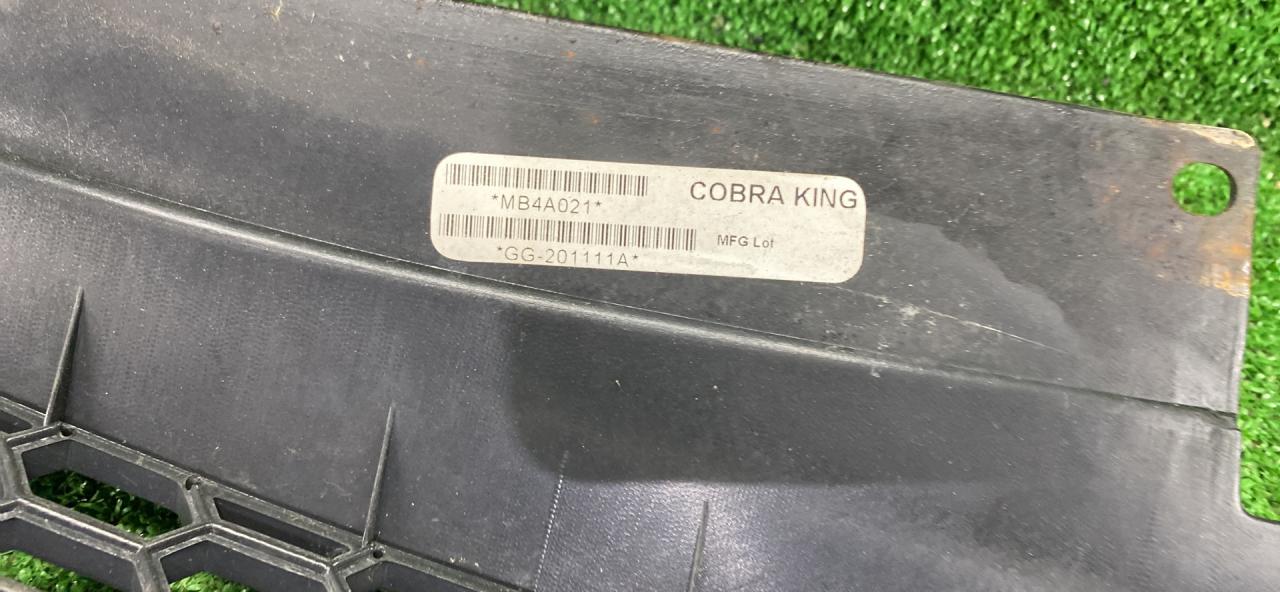 *MB4A021*
COBRA KING
MFG Lot
*GG-201111A*